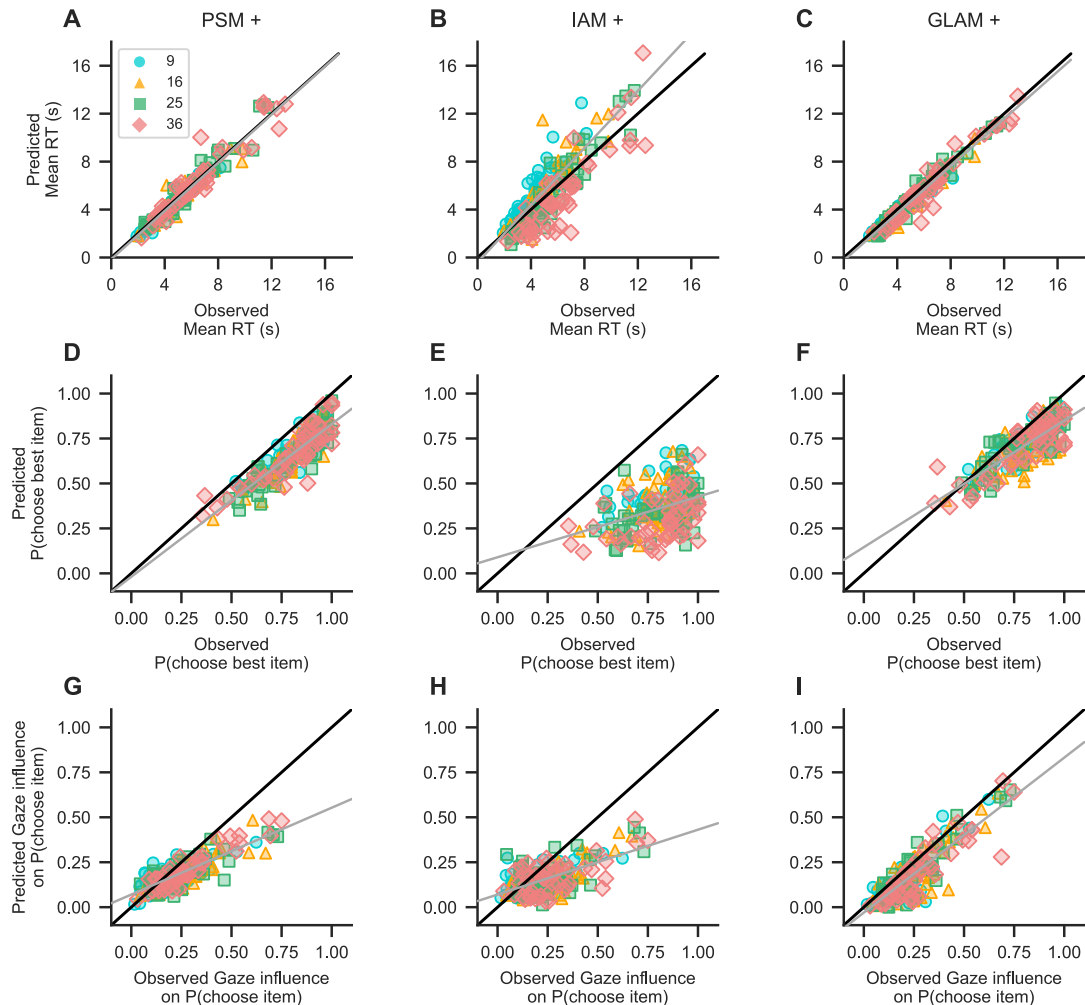 A
PSM +
B
IAM +
C
GLAM +
Predicted
Mean RT (s)
16
12
8
4
0
9
16
25
36
0
4
8
12
16
Observed
Mean RT (s)
16
12
8
4
0
0
4
8
12
16
Observed
Mean RT (s)
16
12
8
4
0
0
4
8
12
16
Observed
Mean RT (s)
D
E
F
Predicted
P(choose best item)
1.00
0.75
0.50
0.25
0.00
0.00
0.25
0.50
0.75
1.00
Observed
P(choose best item)
1.00
0.75
0.50
0.25
0.00
0.00
0.25
0.50
0.75
1.00
Observed
P(choose best item)
1.00
0.75
0.50
0.25
0.00
0.00
0.25
0.50
0.75
1.00
Observed
P(choose best item)
G
H
I
Predicted Gaze influence
on P(choose item)
1.00
0.75
0.50
0.25
0.00
0.00
0.25
0.50
0.75
1.00
Observed Gaze influence
on P(choose item)
1.00
0.75
0.50
0.25
0.00
0.00
0.25
0.50
0.75
1.00
Observed Gaze influence
on P(choose item)
1.00
0.75
0.50
0.25
0.00
0.00
0.25
0.50
0.75
1.00
Observed Gaze influence
on P(choose item)